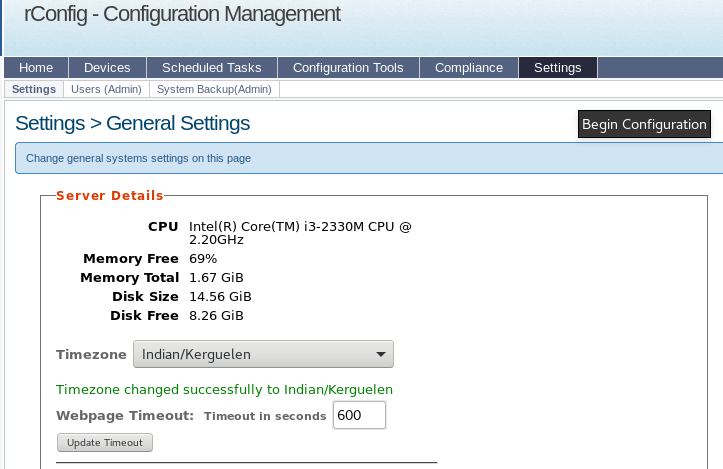 rConfig - Configuration Management
Home Devices Scheduled Tasks Configuration Tools Compliance Settings
Settings Users (Admin) System Backup(Admin)
Settings > General Settings
Begin Configuration
Change general systems settings on this page
Server Details
CPU Intel(R) Core(TM) i3-2330M CPU @
2.20GHz
Memory Free 69%
Memory Total 1.67 GiB
Disk Size 14.56 GiB
Disk Free 8.26 GiB
Timezone Indian/Kerguelen
Timezone changed successfully to Indian/Kerguelen
Webpage Timeout: Timeout in seconds 600
Update Timeout